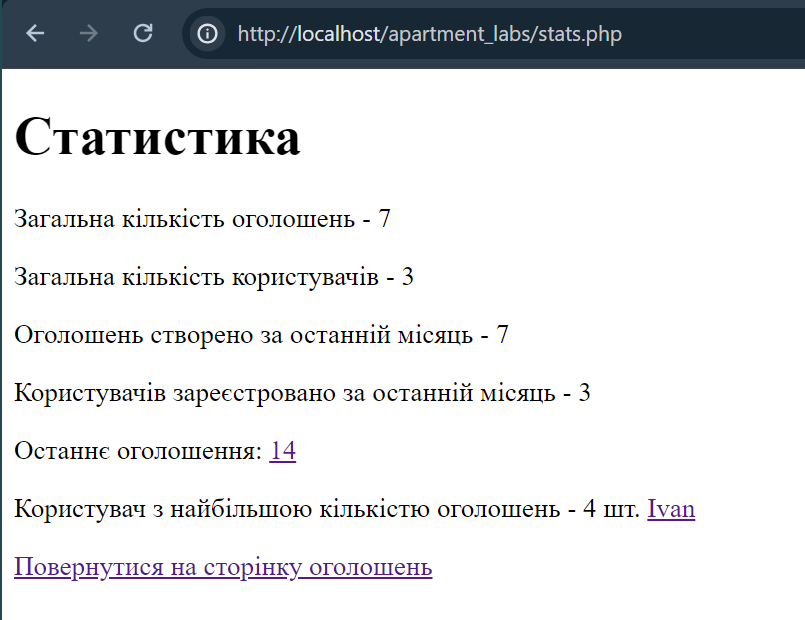 http://localhost/apartment_labs/stats.php
Статистика
Загальна кількість оголошень - 7
Загальна кількість користувачів - 3
Оголошень створено за останній місяць - 7
Користувачів зареєстровано за останній місяць - 3
Останнє оголошення: 14
Користувач з найбільшою кількістю оголошень - 4 шт. Ivan
Повернутися на сторінку оголошень